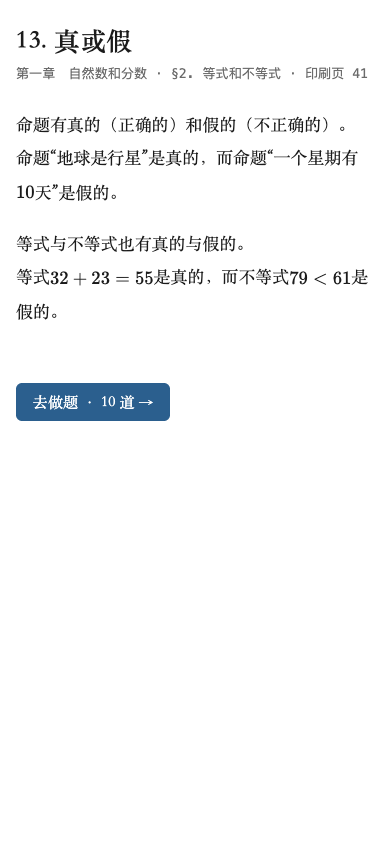 13. 真或假
第一章 自然数和分数 · §2. 等式和不等式 · 印刷页 41
命题有真的（正确的）和假的（不正确的）。
命题“地球是行星”是真的，而命题“一个星期有
10天”是假的。
等式与不等式也有真的与假的。
等式32 + 23 = 55是真的，而不等式79 < 61是
假的。
去做题 · 10 道 →